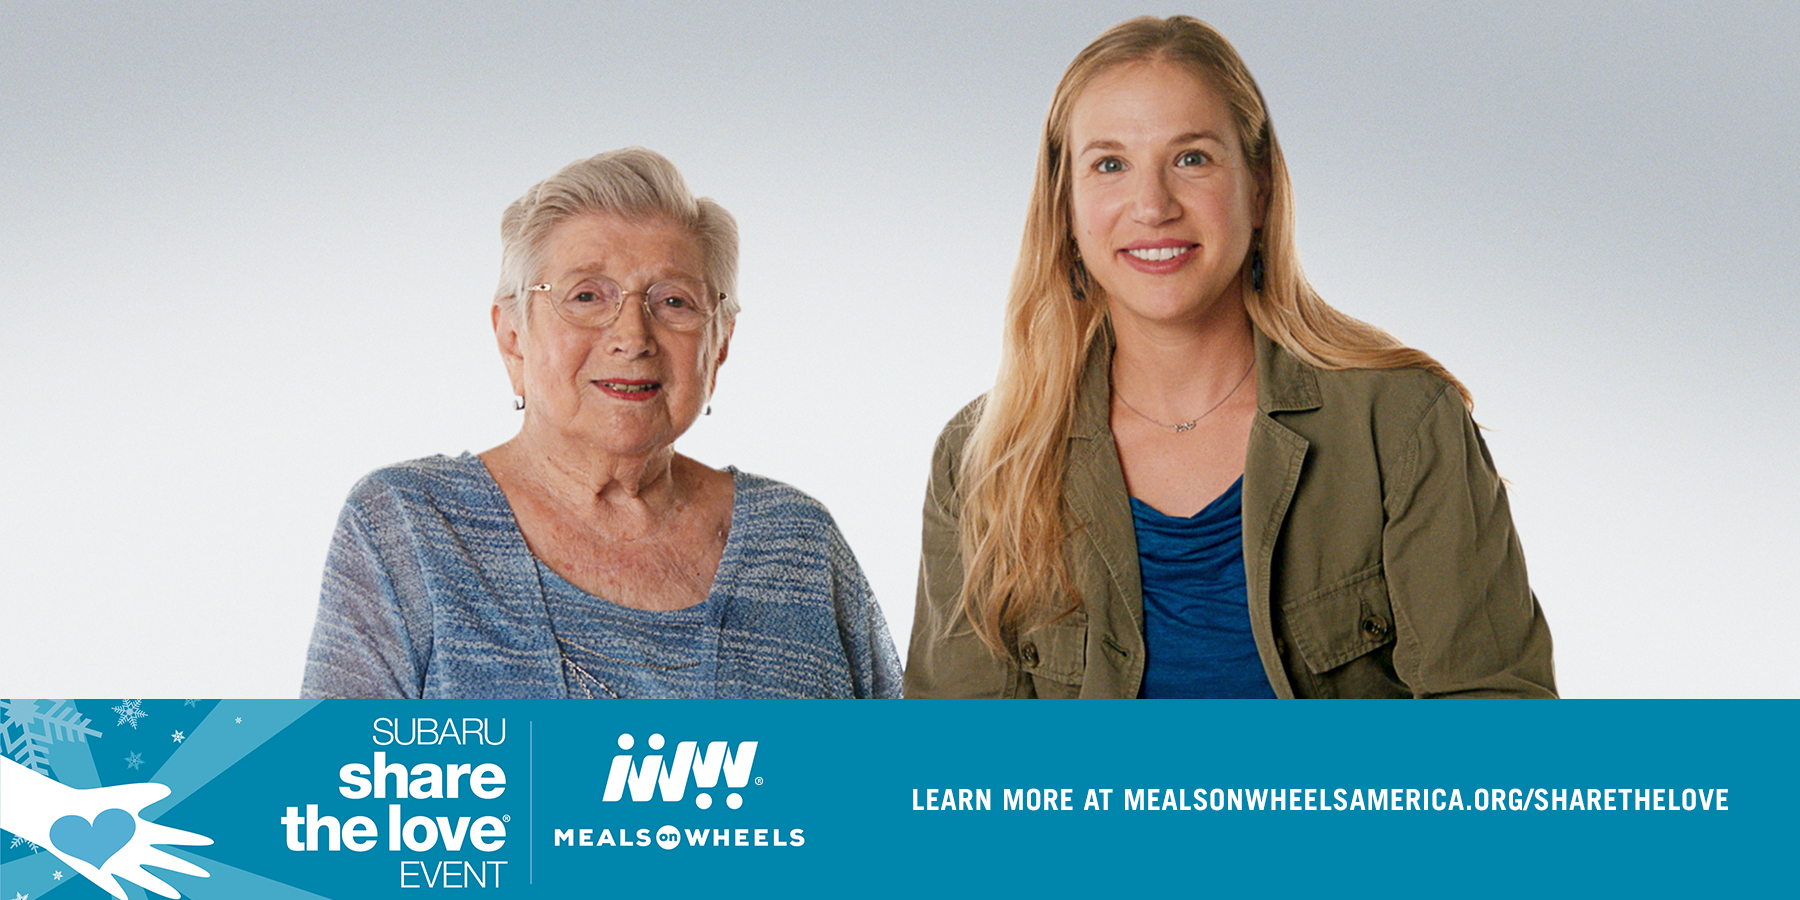 SUBARU
share
the love®
EVENT
®
MEALS on WHEELS
LEARN MORE AT MEALSONWHEELSAMERICA.ORG/SHARETHELOVE